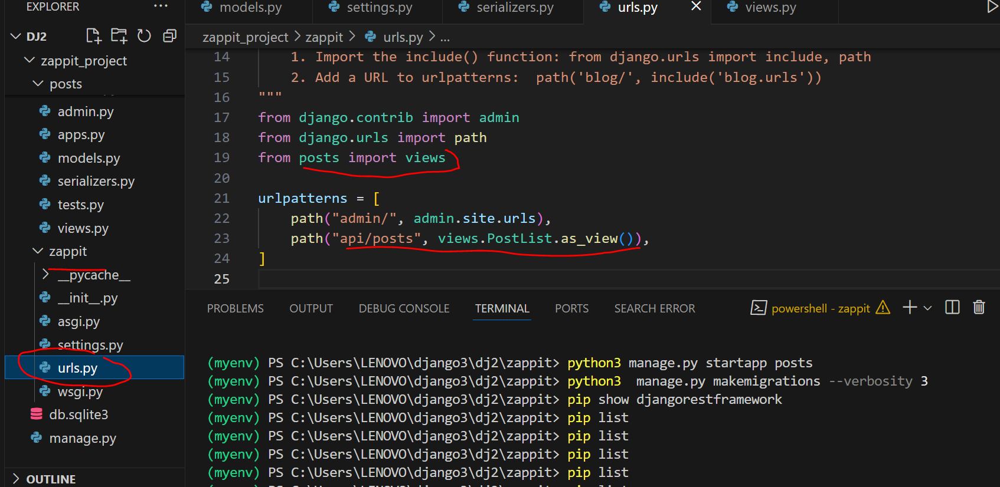 EXPLORER ...
DJ2
zappit_project
posts
admin.py
apps.py
models.py
serializers.py
tests.py
views.py
zappit
__pycache__
__init__.py
asgi.py
settings.py
urls.py
wsgi.py
db.sqlite3
manage.py
OUTLINE
models.py settings.py serializers.py urls.py views.py
zappit_project > zappit > urls.py > ...
14 1. Import the include() function: from django.urls import include, path
15 2. Add a URL to urlpatterns:  path('blog/', include('blog.urls'))
16 """
17 from django.contrib import admin
18 from django.urls import path
19 from posts import views
20
21 urlpatterns = [
22 path("admin/", admin.site.urls),
23 path("api/posts", views.PostList.as_view()),
24 ]
25
PROBLEMS OUTPUT DEBUG CONSOLE TERMINAL PORTS SEARCH ERROR powershell - zappit
(myenv) PS C:\Users\LENOVO\django3\dj2\zappit> python3 manage.py startapp posts
(myenv) PS C:\Users\LENOVO\django3\dj2\zappit> python3  manage.py makemigrations --verbosity 3
(myenv) PS C:\Users\LENOVO\django3\dj2\zappit> pip show djangorestframework
(myenv) PS C:\Users\LENOVO\django3\dj2\zappit> pip list
(myenv) PS C:\Users\LENOVO\django3\dj2\zappit> pip list
(myenv) PS C:\Users\LENOVO\django3\dj2\zappit> pip list
(myenv) PS C:\Users\LENOVO\django3\dj2\zappit> pip list